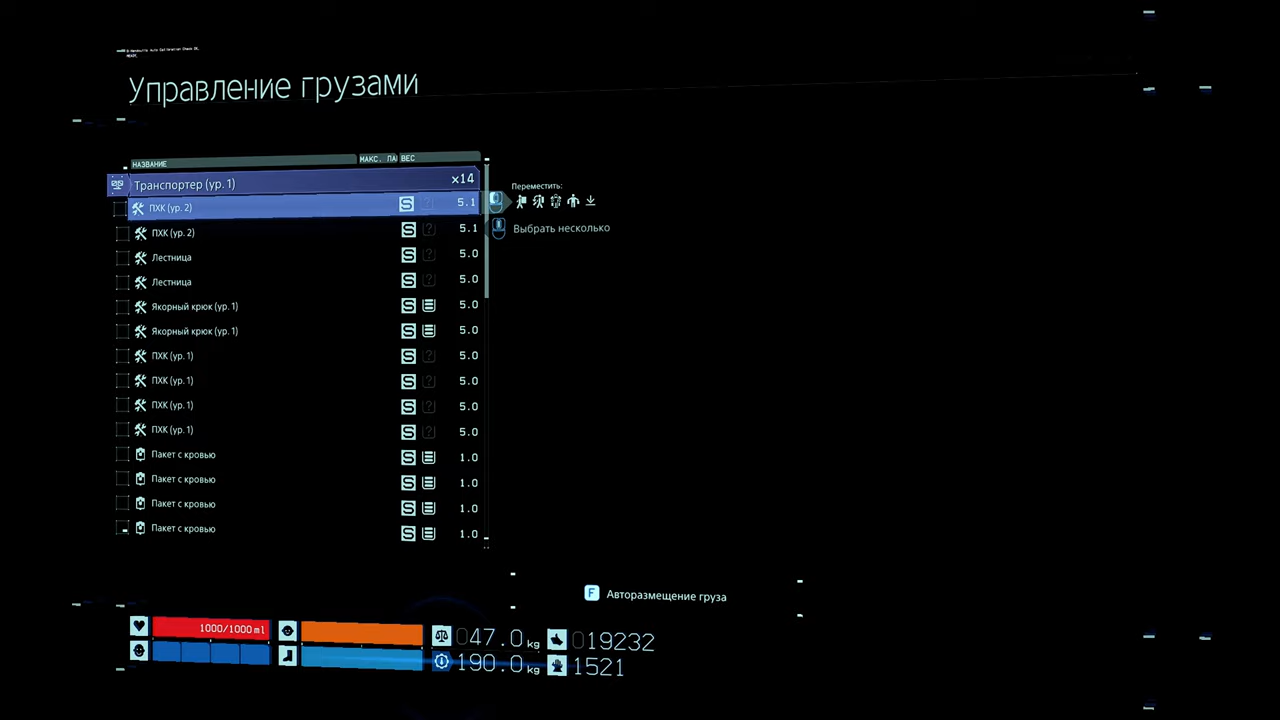 Управление грузами
НАЗВАНИЕ МАКС. ПА ВЕС
Транспортер (ур. 1) ×14
ПХК (ур. 2) S 5.1
ПХК (ур. 2) S 5.1
Лестница S 5.0
Лестница S 5.0
Якорный крюк (ур. 1) S 5.0
Якорный крюк (ур. 1) S 5.0
ПХК (ур. 1) S 5.0
ПХК (ур. 1) S 5.0
ПХК (ур. 1) S 5.0
ПХК (ур. 1) S 5.0
Пакет с кровью S 1.0
Пакет с кровью S 1.0
Пакет с кровью S 1.0
Пакет с кровью S 1.0
Переместить:
Выбрать несколько
F Авторазмещение груза
1000/1000 ml
047.0 kg 019232
190.0 kg 1521